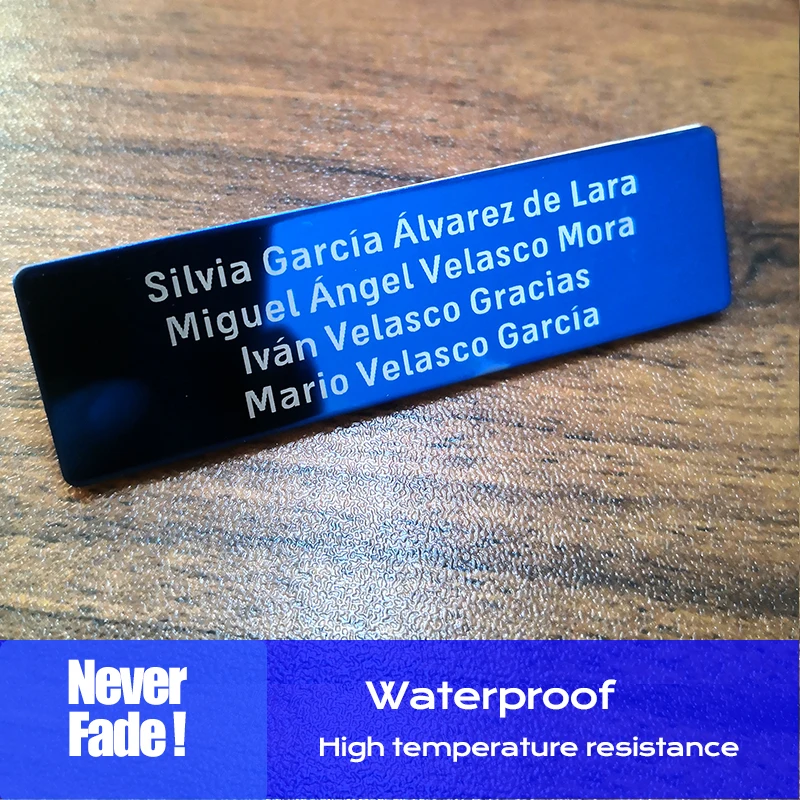 Silvia García Álvarez de Lara
Miguel Ángel Velasco Mora
Iván Velasco Gracias
Mario Velasco García
Never
Fade!
Waterproof
High temperature resistance